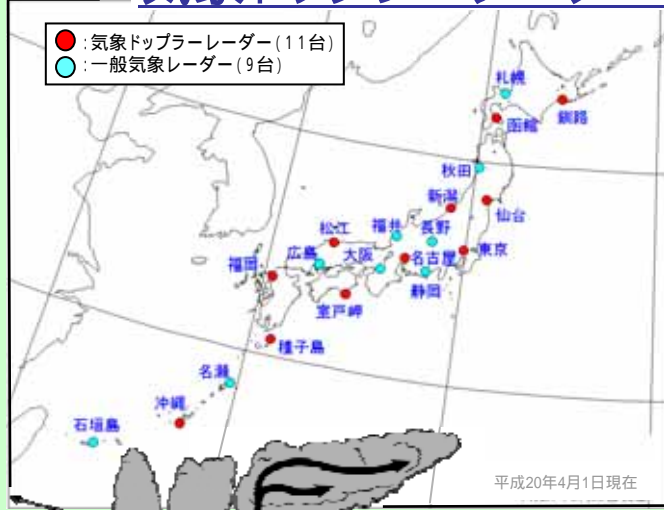 ●:気象ドップラーレーダー(11台)
●:一般気象レーダー(9台)
札幌
釧路
函館
秋田
新潟
仙台
松江
福井
長野
福岡
広島
大阪
名古屋
東京
静岡
室戸岬
種子島
名瀬
沖縄
石垣島
平成20年4月1日現在